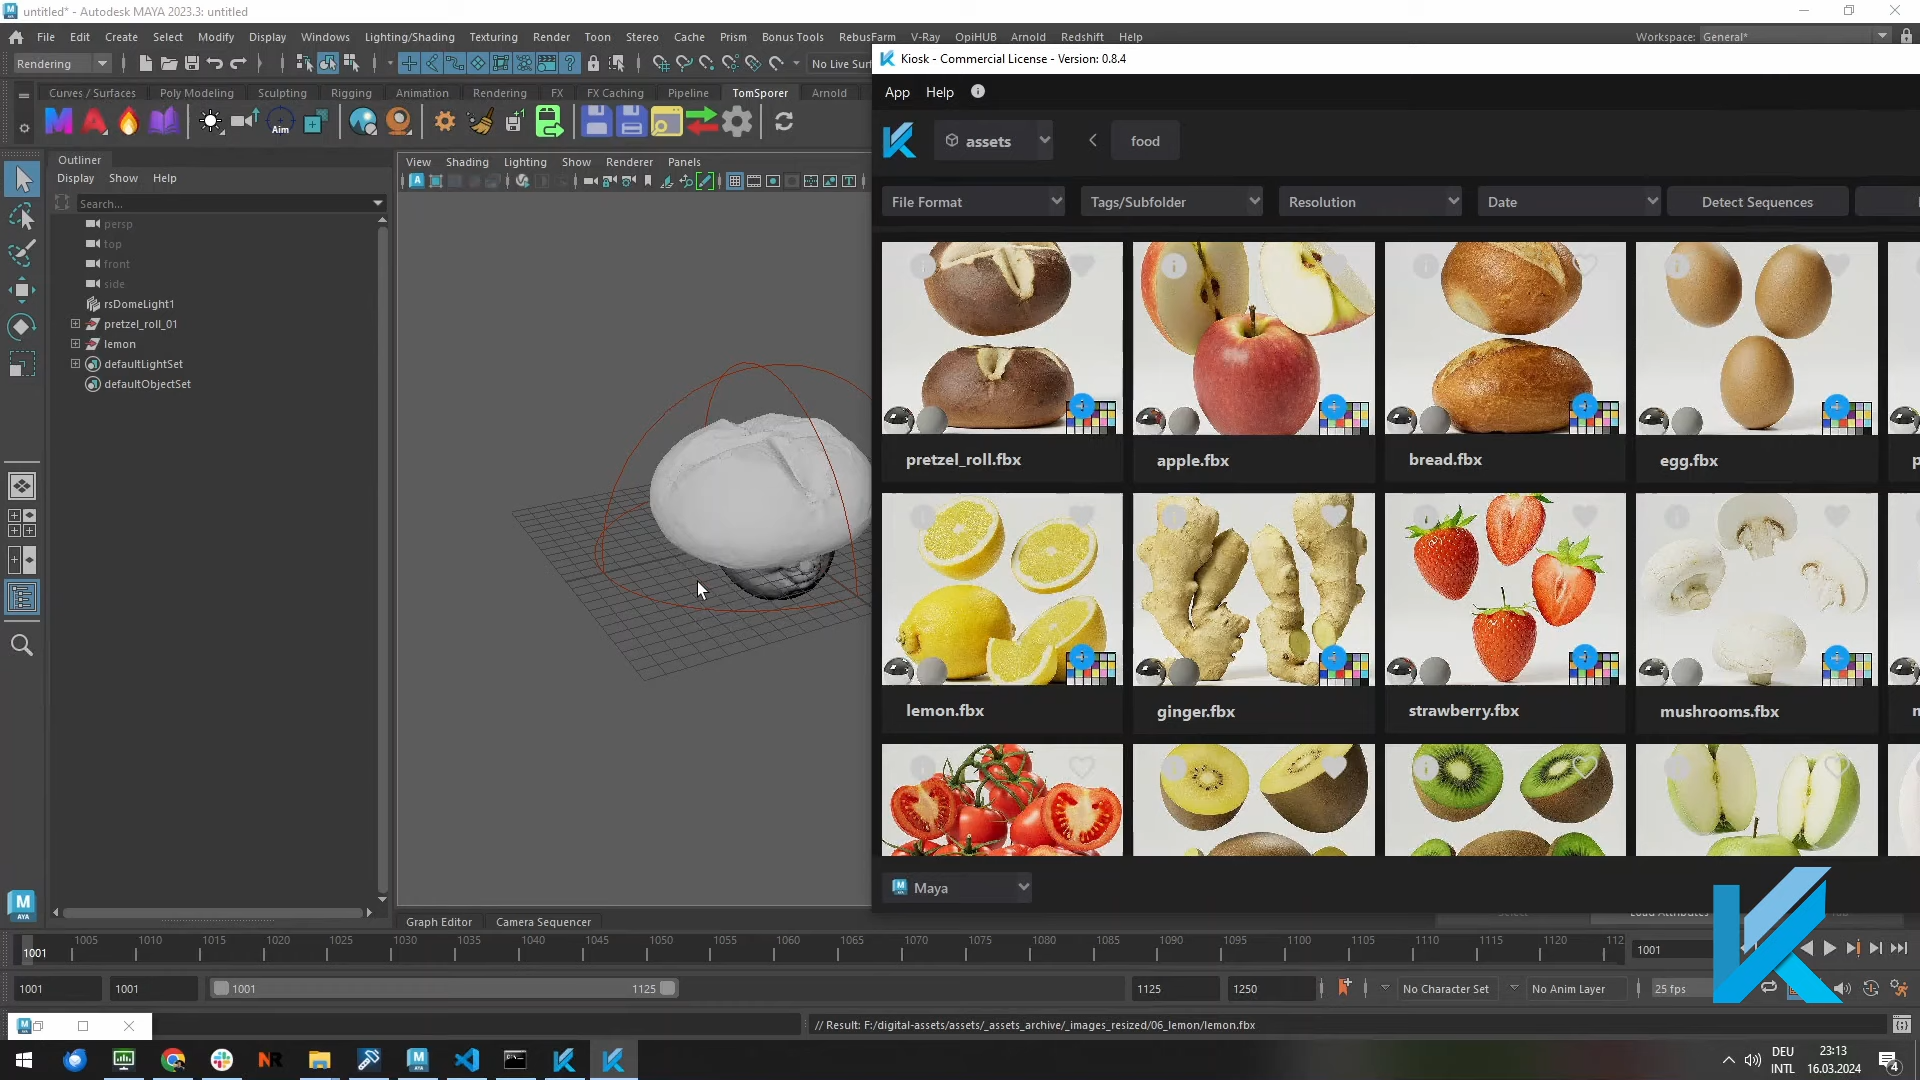 untitled* - Autodesk MAYA 2023.3: untitled
File Edit Create Select Modify Display Windows Lighting/Shading Texturing Render Toon Stereo Cache Prism Bonus Tools RebusFarm V-Ray OpiHUB Arnold Redshift Help
Workspace: General*
Rendering
No Live Surf
Curves / Surfaces Poly Modeling Sculpting Rigging Animation Rendering FX FX Caching Pipeline TomSporer Arnold
Aim
Outliner
Display Show Help
Search...
persp
top
front
side
rsDomeLight1
pretzel_roll_01
lemon
defaultLightSet
defaultObjectSet
View Shading Lighting Show Renderer Panels
Kiosk - Commercial License - Version: 0.8.4
App Help
assets
food
File Format
Tags/Subfolder
Resolution
Date
Detect Sequences
pretzel_roll.fbx
apple.fbx
bread.fbx
egg.fbx
lemon.fbx
ginger.fbx
strawberry.fbx
mushrooms.fbx
Maya
Graph Editor Camera Sequencer
1005 1010 1015 1020 1025 1030 1035 1040 1045 1050 1055 1060 1065 1070 1075 1080 1085 1090 1095 1100 1105 1110 1115 1120 112
1001
1001
1001
1001
1001
1125
1125
1250
No Character Set
No Anim Layer
25 fps
// Result: F:/digital-assets/assets/_assets_archive/_images_resized/06_lemon/lemon.fbx
DEU
INTL
23:13
16.03.2024
4